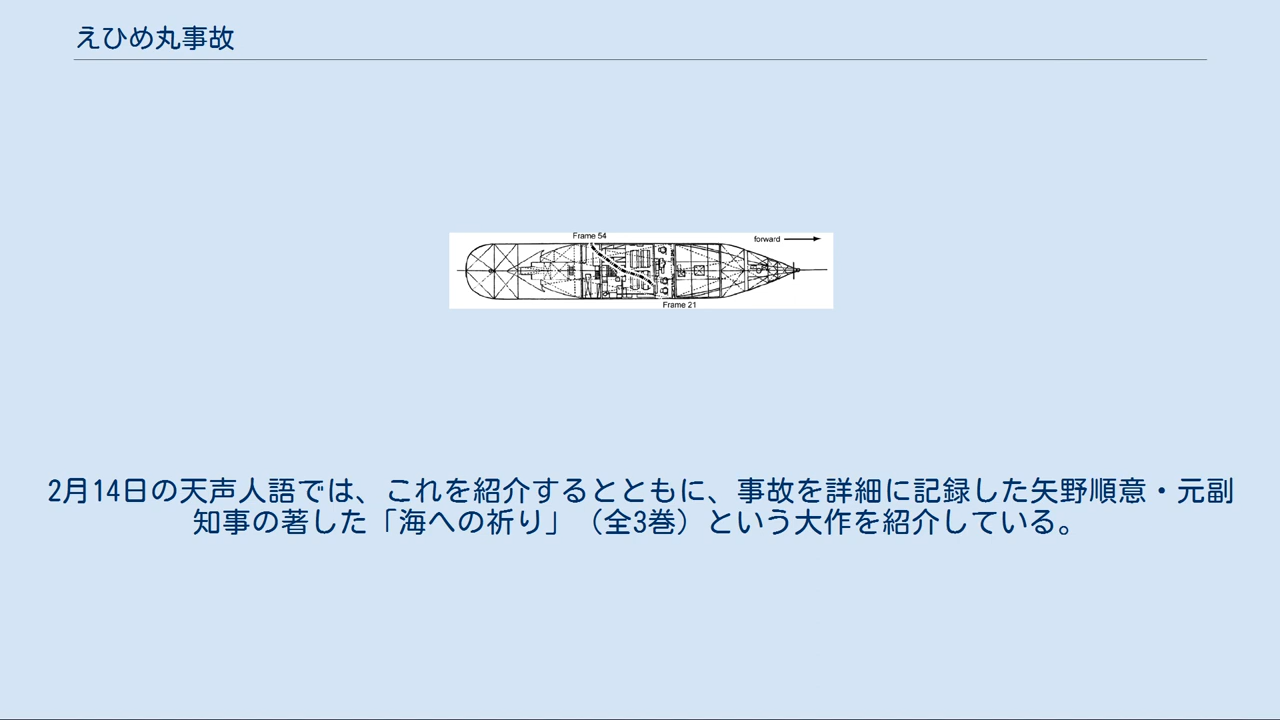 えひめ丸事故
Frame 54
forward
Frame 21
2月14日の天声人語では、これを紹介するとともに、事故を詳細に記録した矢野順意・元副
知事の著した「海への祈り」（全3巻）という大作を紹介している。